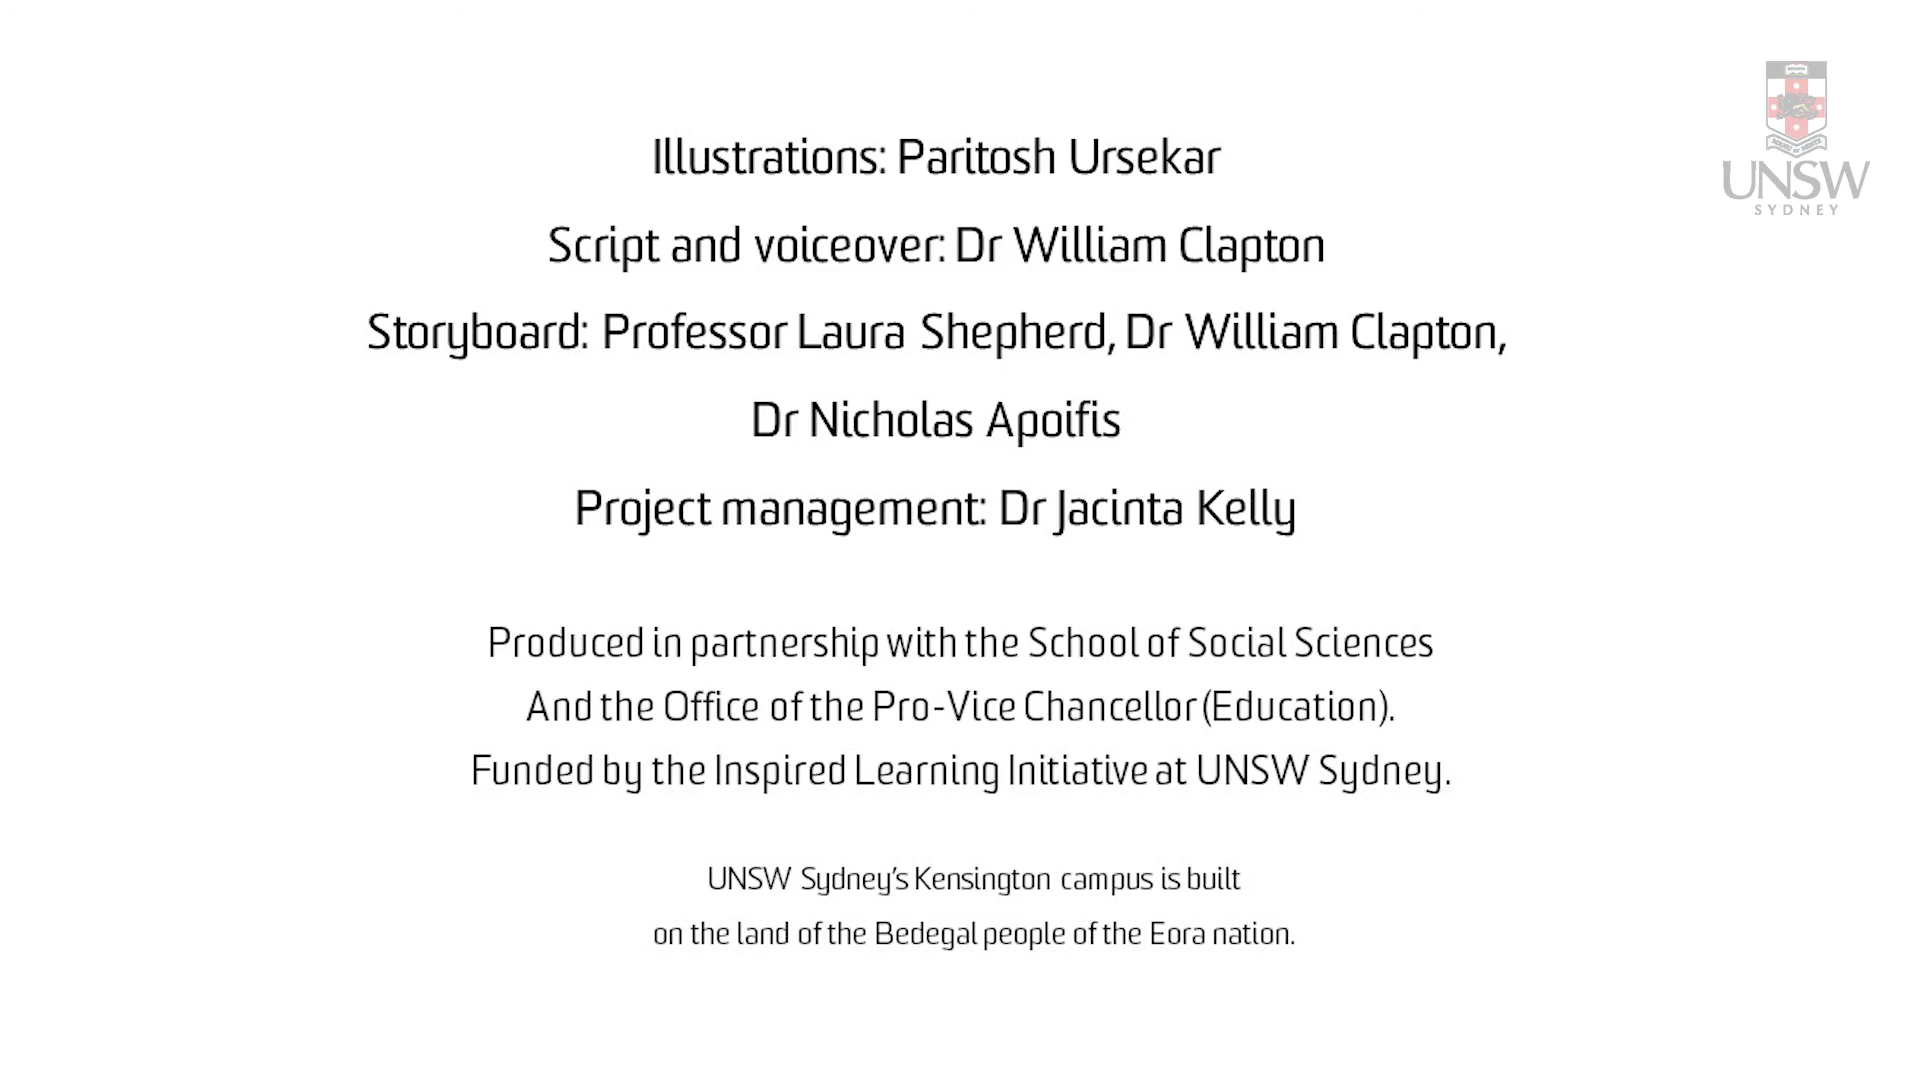 UNSW
SYDNEY
Illustrations: Paritosh Ursekar
Script and voiceover: Dr William Clapton
Storyboard: Professor Laura Shepherd, Dr William Clapton,
Dr Nicholas Apoifis
Project management: Dr Jacinta Kelly
Produced in partnership with the School of Social Sciences
And the Office of the Pro-Vice Chancellor (Education).
Funded by the Inspired Learning Initiative at UNSW Sydney.
UNSW Sydney's Kensington campus is built
on the land of the Bedegal people of the Eora nation.